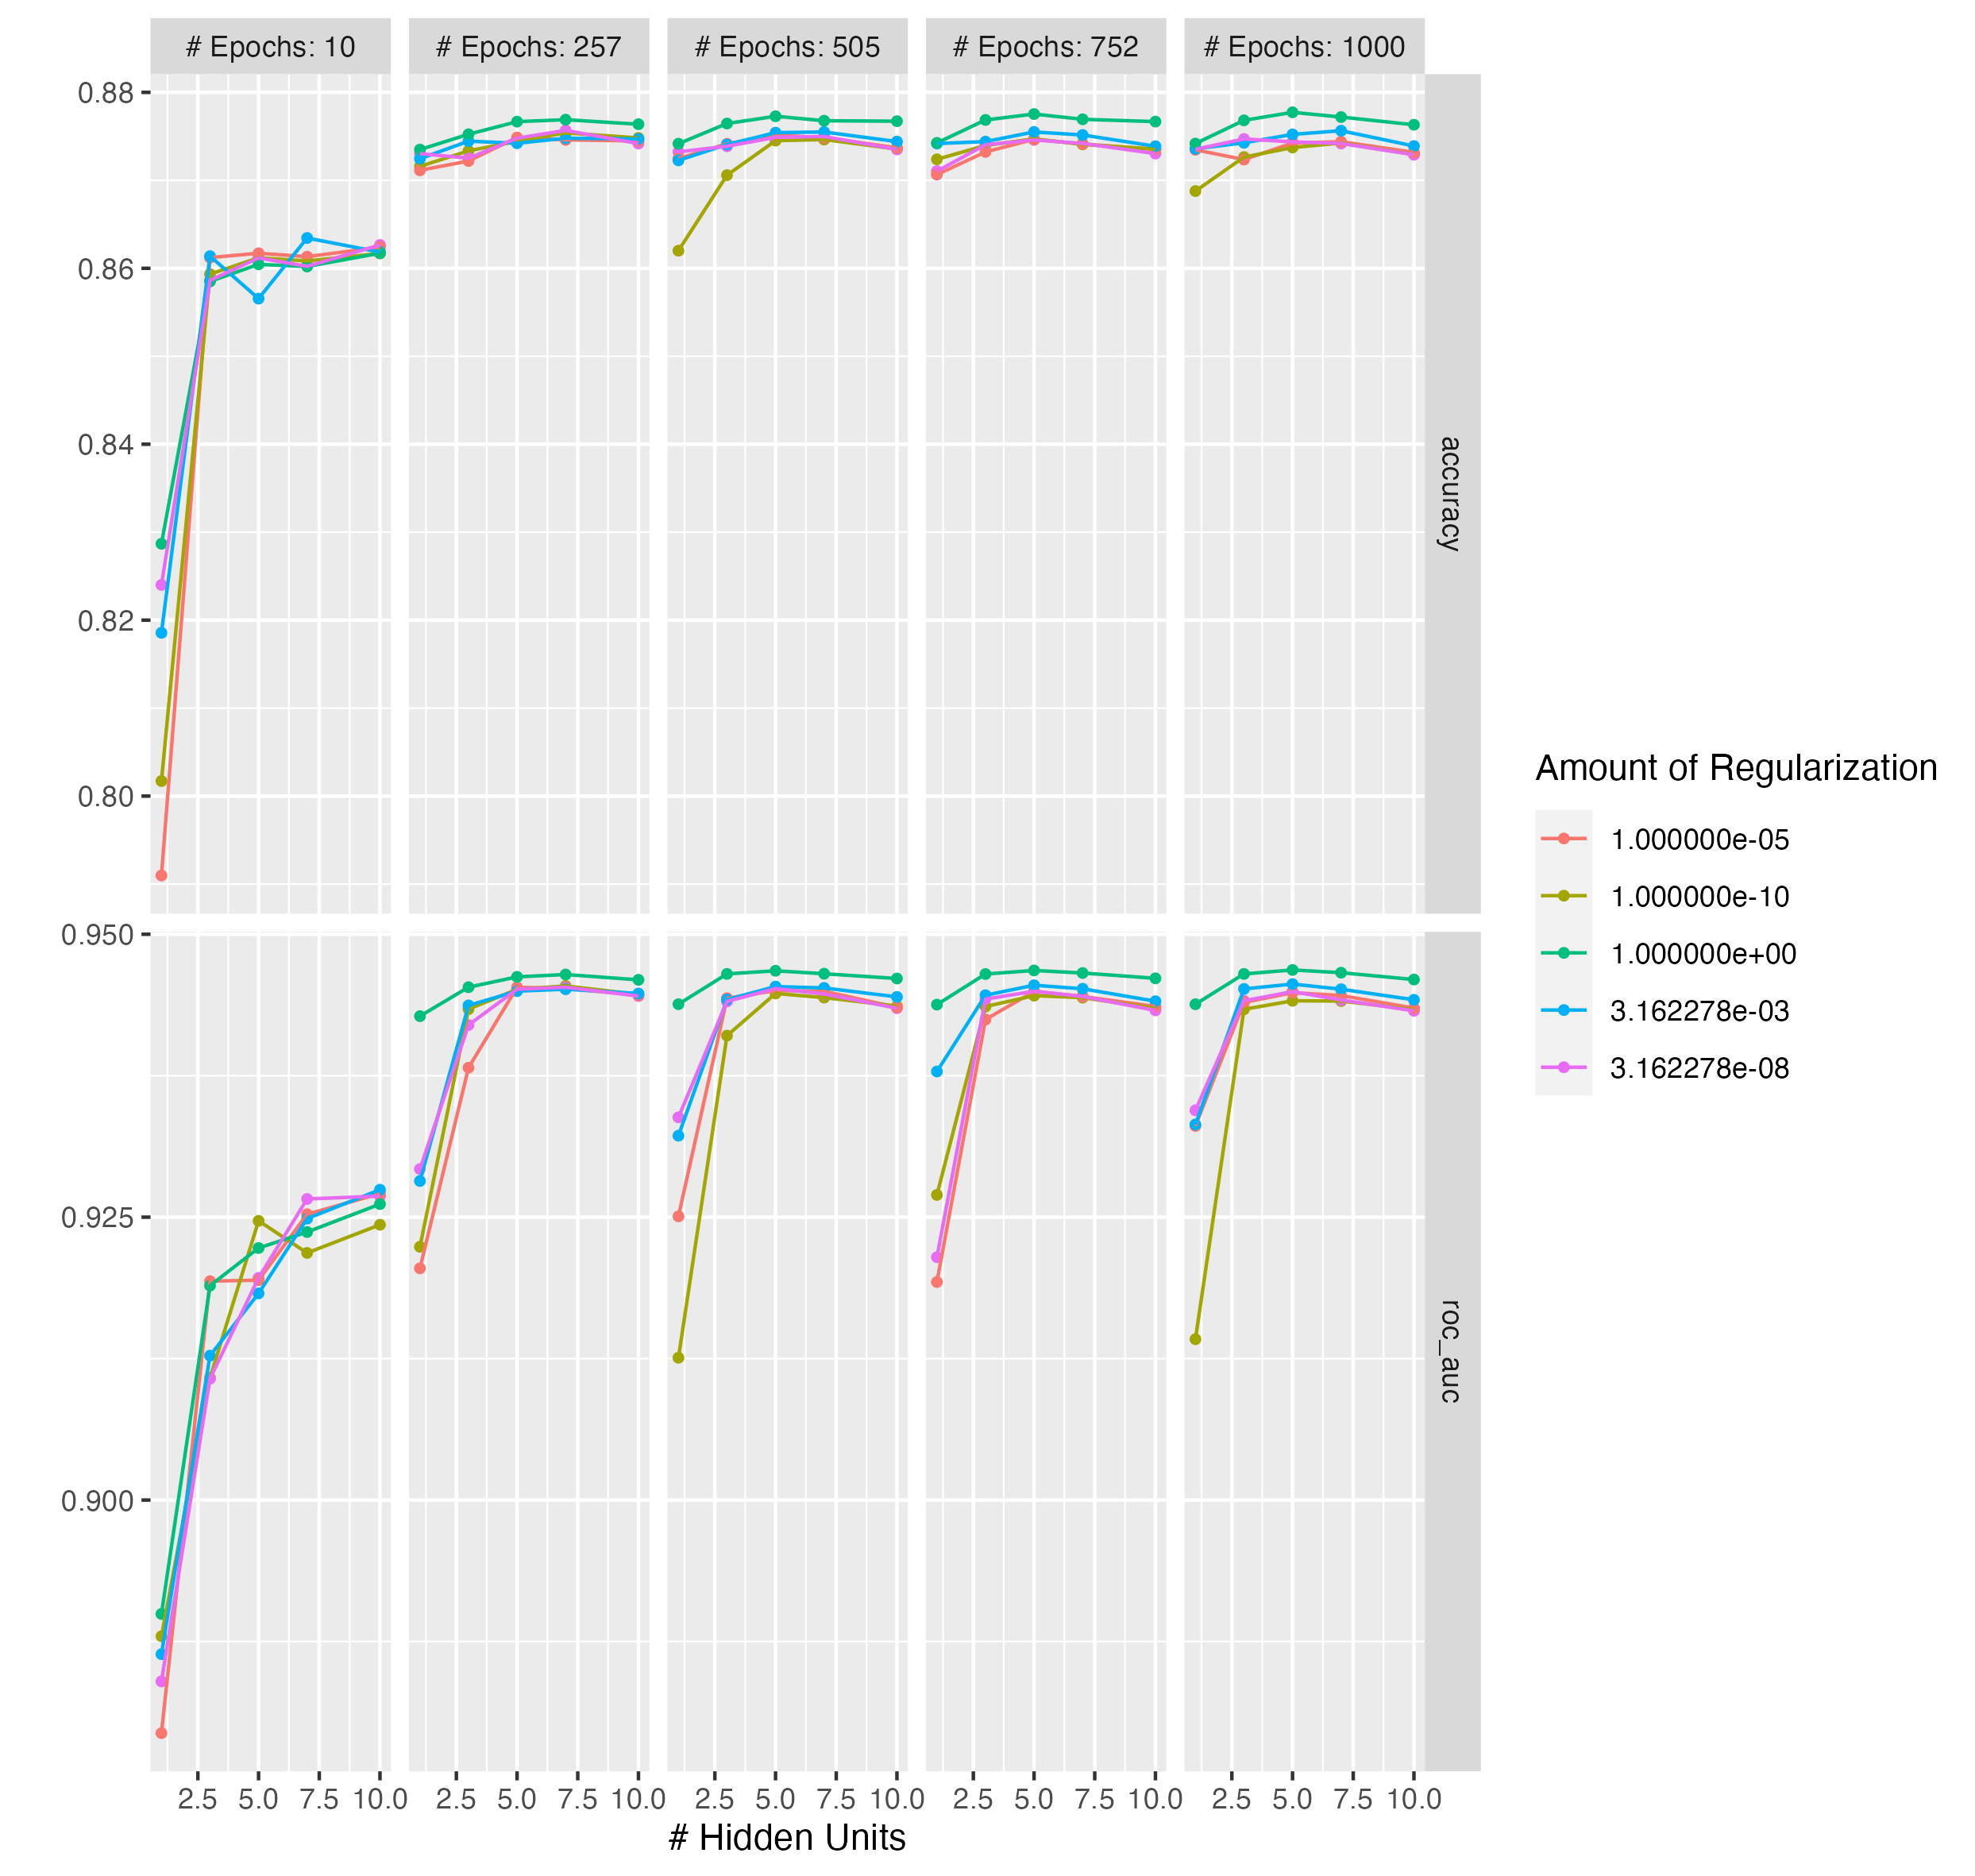 # Epochs: 10
# Epochs: 257
# Epochs: 505
# Epochs: 752
# Epochs: 1000
0.88
0.86
0.84
0.82
0.80
accuracy
0.950
0.925
0.900
roc_auc
2.5 5.0 7.5 10.0
2.5 5.0 7.5 10.0
2.5 5.0 7.5 10.0
2.5 5.0 7.5 10.0
2.5 5.0 7.5 10.0
# Hidden Units
Amount of Regularization
1.000000e-05
1.000000e-10
1.000000e+00
3.162278e-03
3.162278e-08